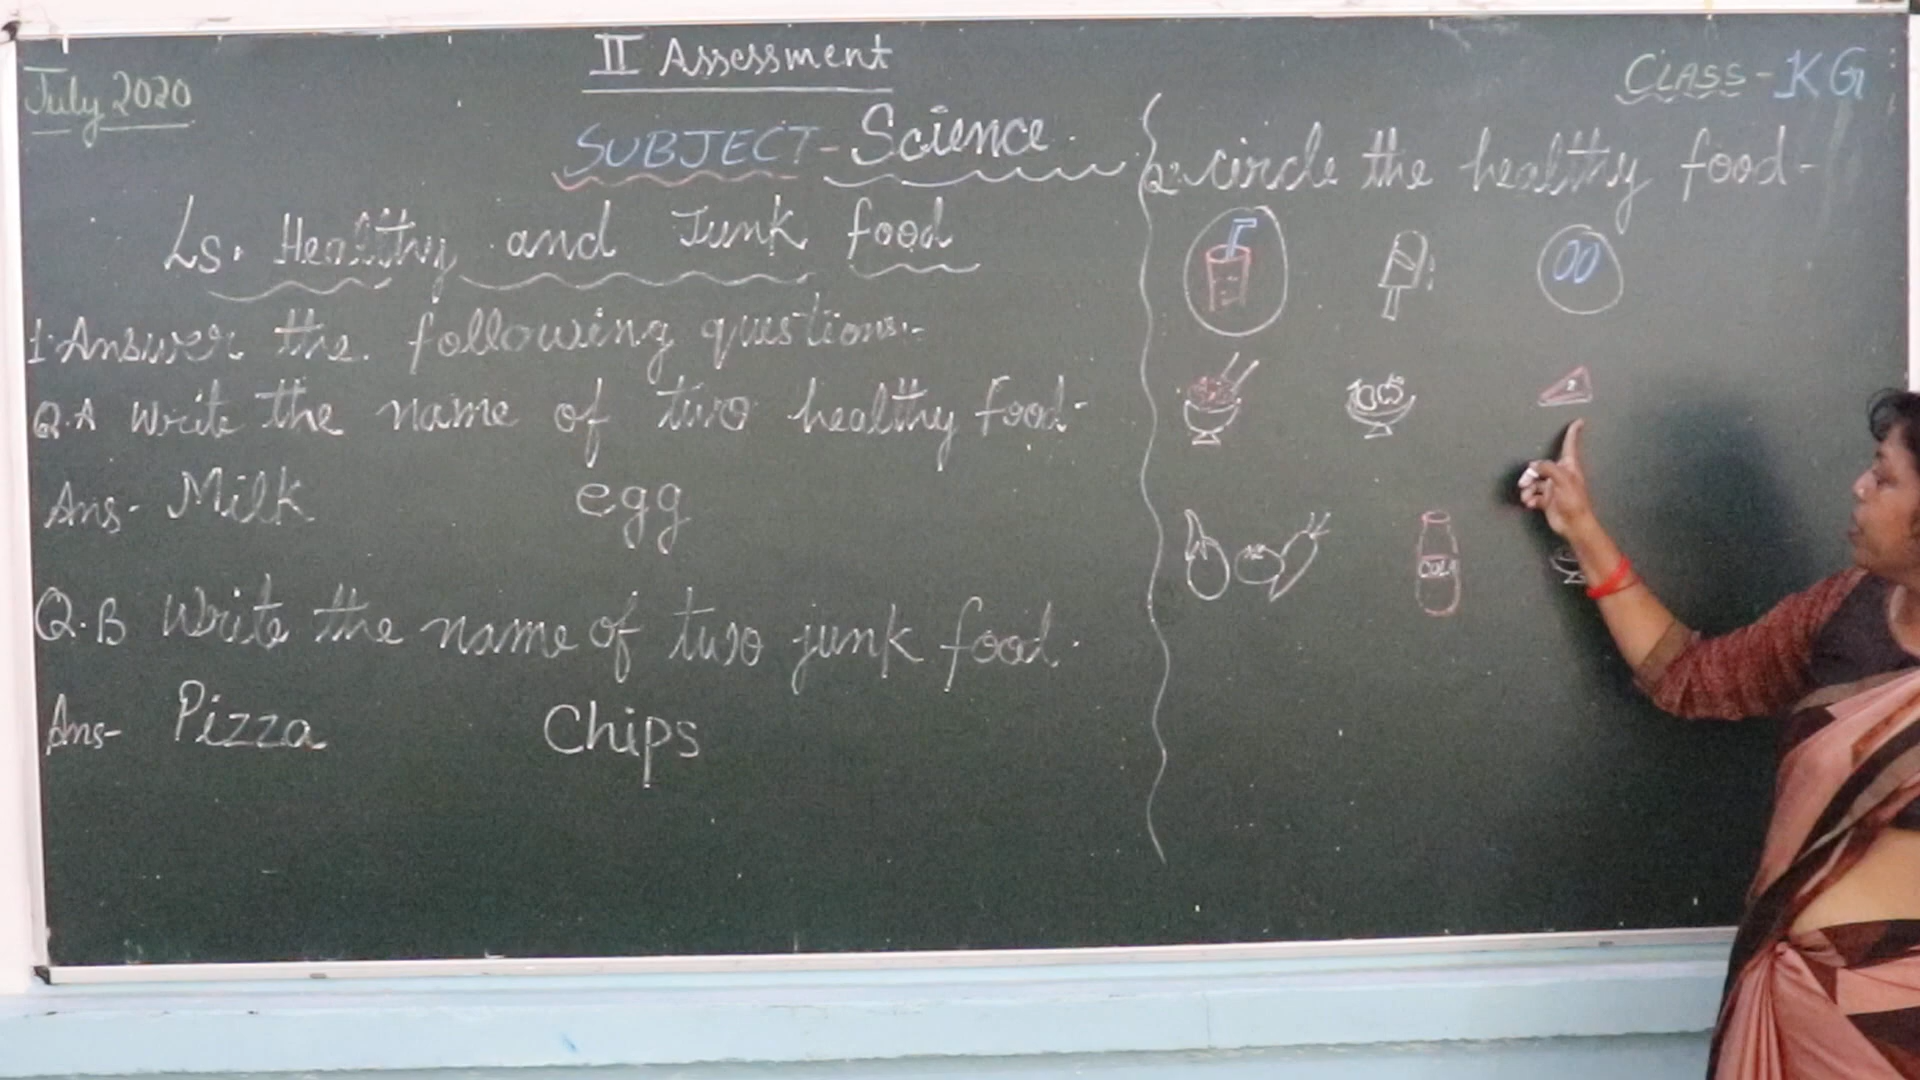 July 2020
II Assessment
CLASS - KG
SUBJECT - Science
Ls. Healthy and Junk food
1. Answer the following questions:-
Q.A Write the name of two healthy food.
Ans- Milk egg
Q.B Write the name of two junk food.
Ans- Pizza Chips
2. circle the healthy food-